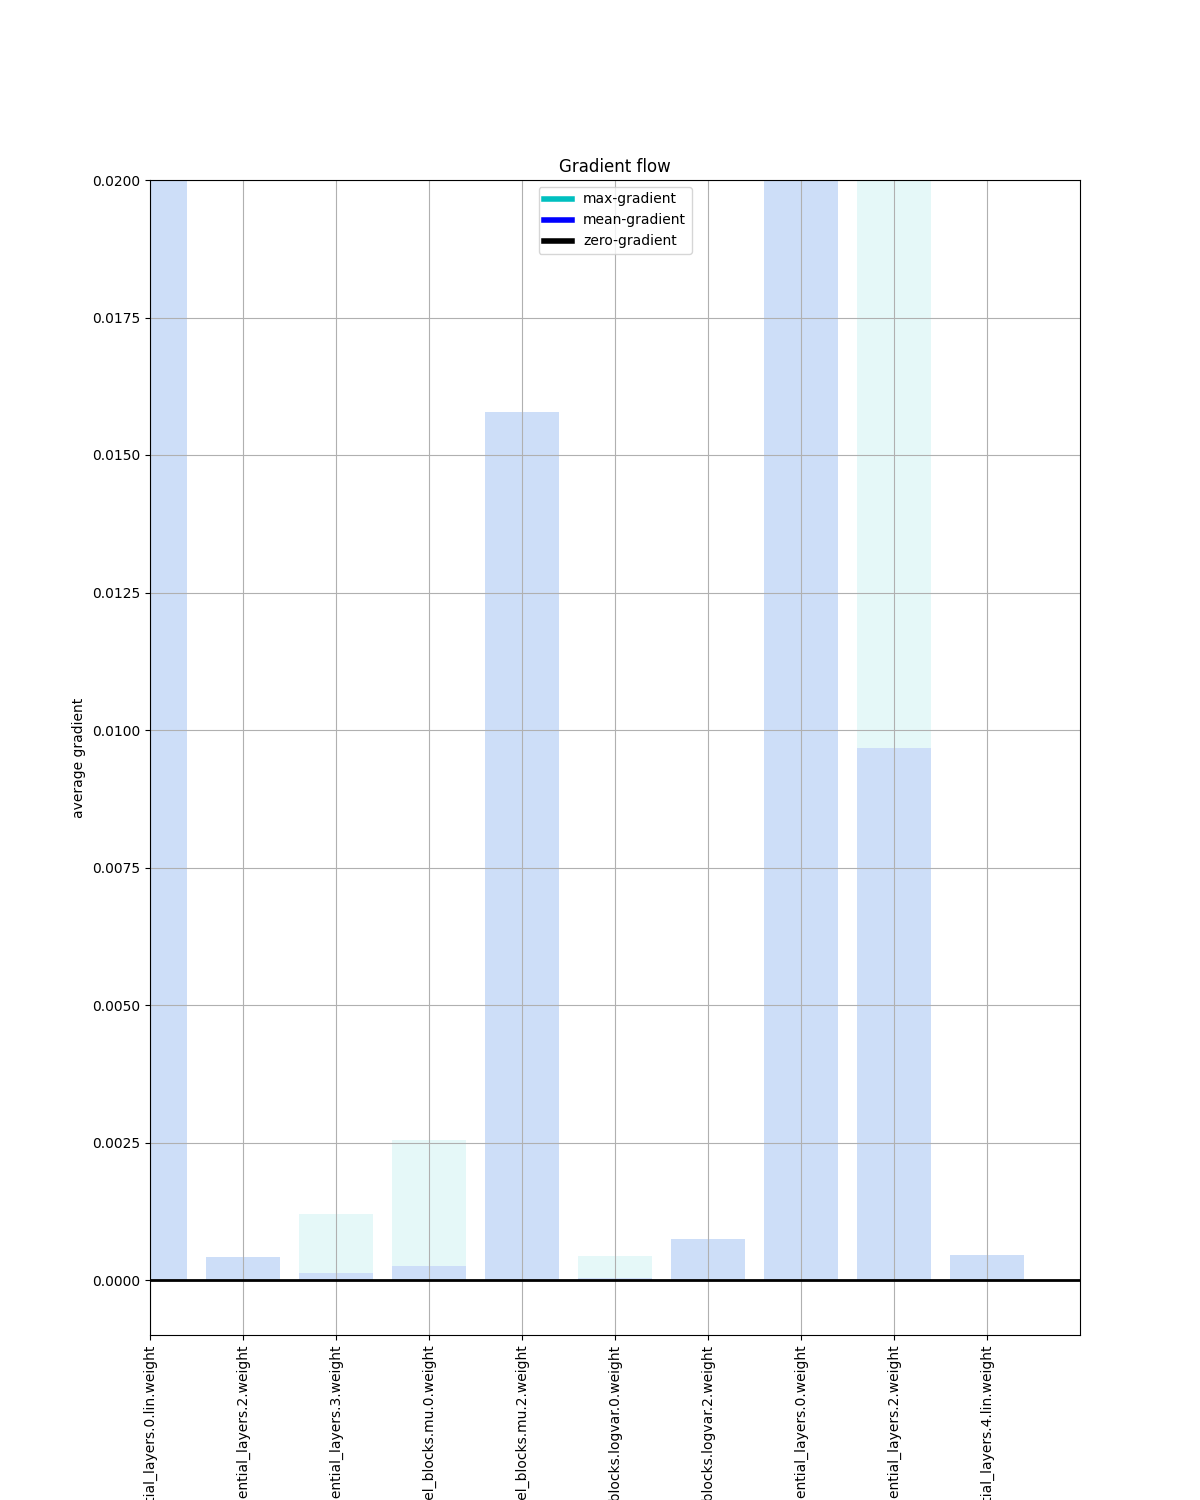 Gradient flow
max-gradient
mean-gradient
zero-gradient
0.0200
0.0175
0.0150
0.0125
0.0100
0.0075
0.0050
0.0025
0.0000
average gradient
tial_layers.0.lin.weight
ential_layers.2.weight
ential_layers.3.weight
el_blocks.mu.0.weight
el_blocks.mu.2.weight
blocks.logvar.0.weight
blocks.logvar.2.weight
ential_layers.0.weight
ential_layers.2.weight
tial_layers.4.lin.weight